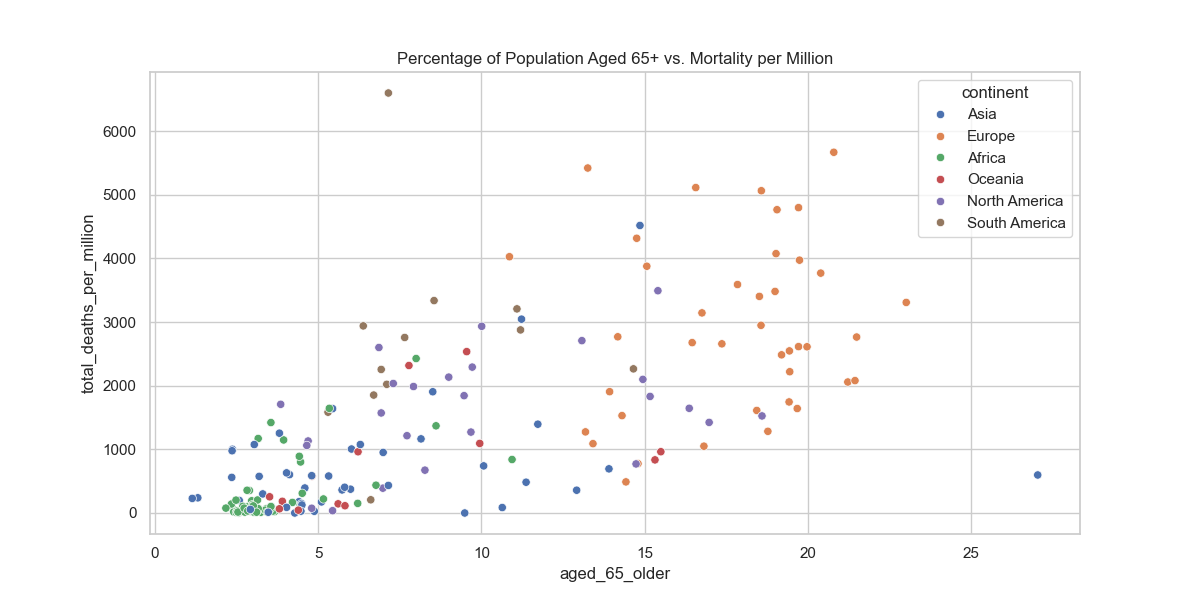 Percentage of Population Aged 65+ vs. Mortality per Million
total_deaths_per_million
6000
5000
4000
3000
2000
1000
0
0 5 10 15 20 25
aged_65_older
continent
Asia
Europe
Africa
Oceania
North America
South America